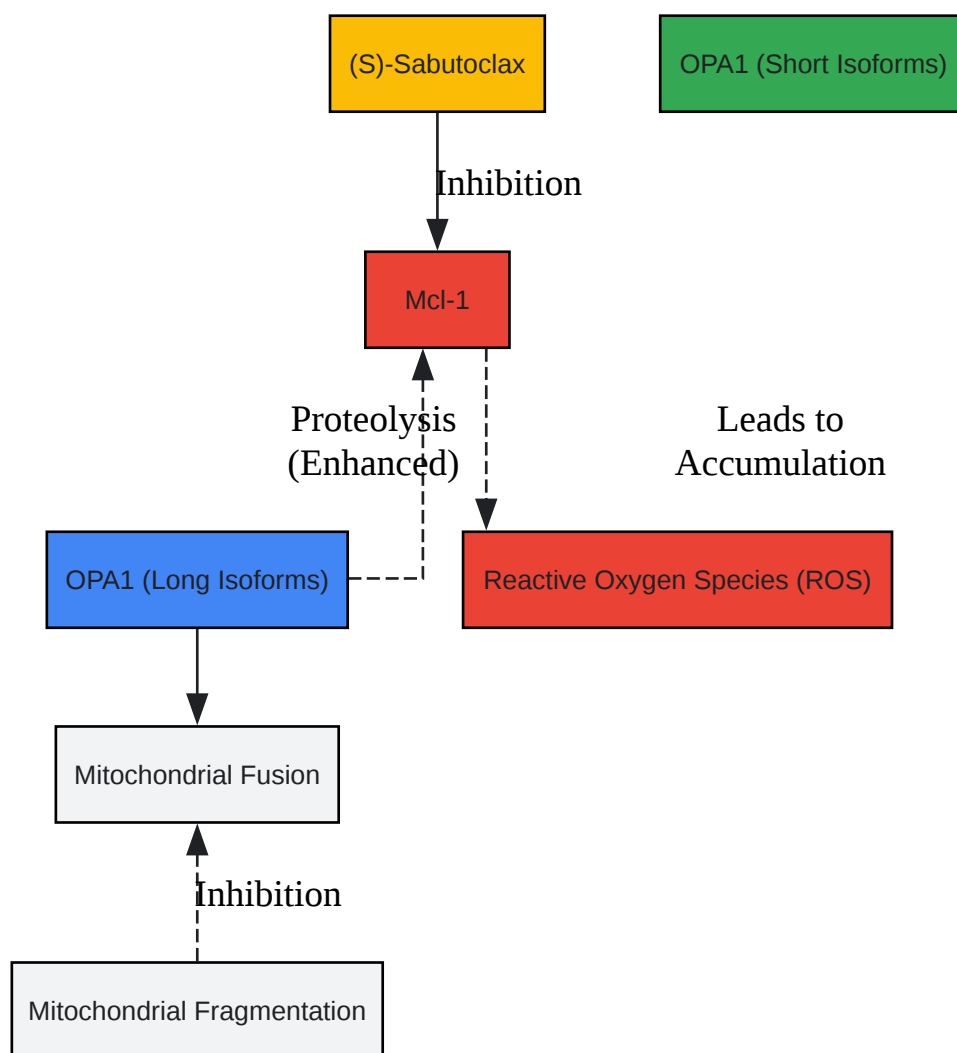 (S)-Sabutoclax
OPA1 (Short Isoforms)
Inhibition
Mcl-1
Proteolysis
(Enhanced)
Leads to
Accumulation
OPA1 (Long Isoforms)
Reactive Oxygen Species (ROS)
Mitochondrial Fusion
Inhibition
Mitochondrial Fragmentation